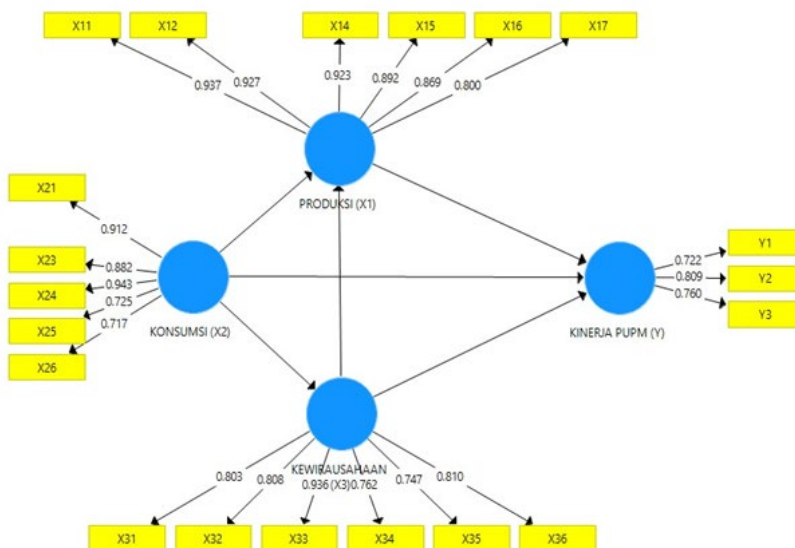 X11 X12 X14 X15 X16 X17
0.937 0.927 0.923 0.892 0.869 0.800
PRODUKSI (X1)
X21
X23
X24
X25
X26
0.912
0.882
0.943
0.725
0.717
KONSUMSI (X2)
Y1
Y2
Y3
0.722
0.809
0.760
KINERJA PUPM (Y)
KEWIRAUSAHAAN
(X3)
0.803 0.808 0.936 0.762 0.747 0.810
X31 X32 X33 X34 X35 X36